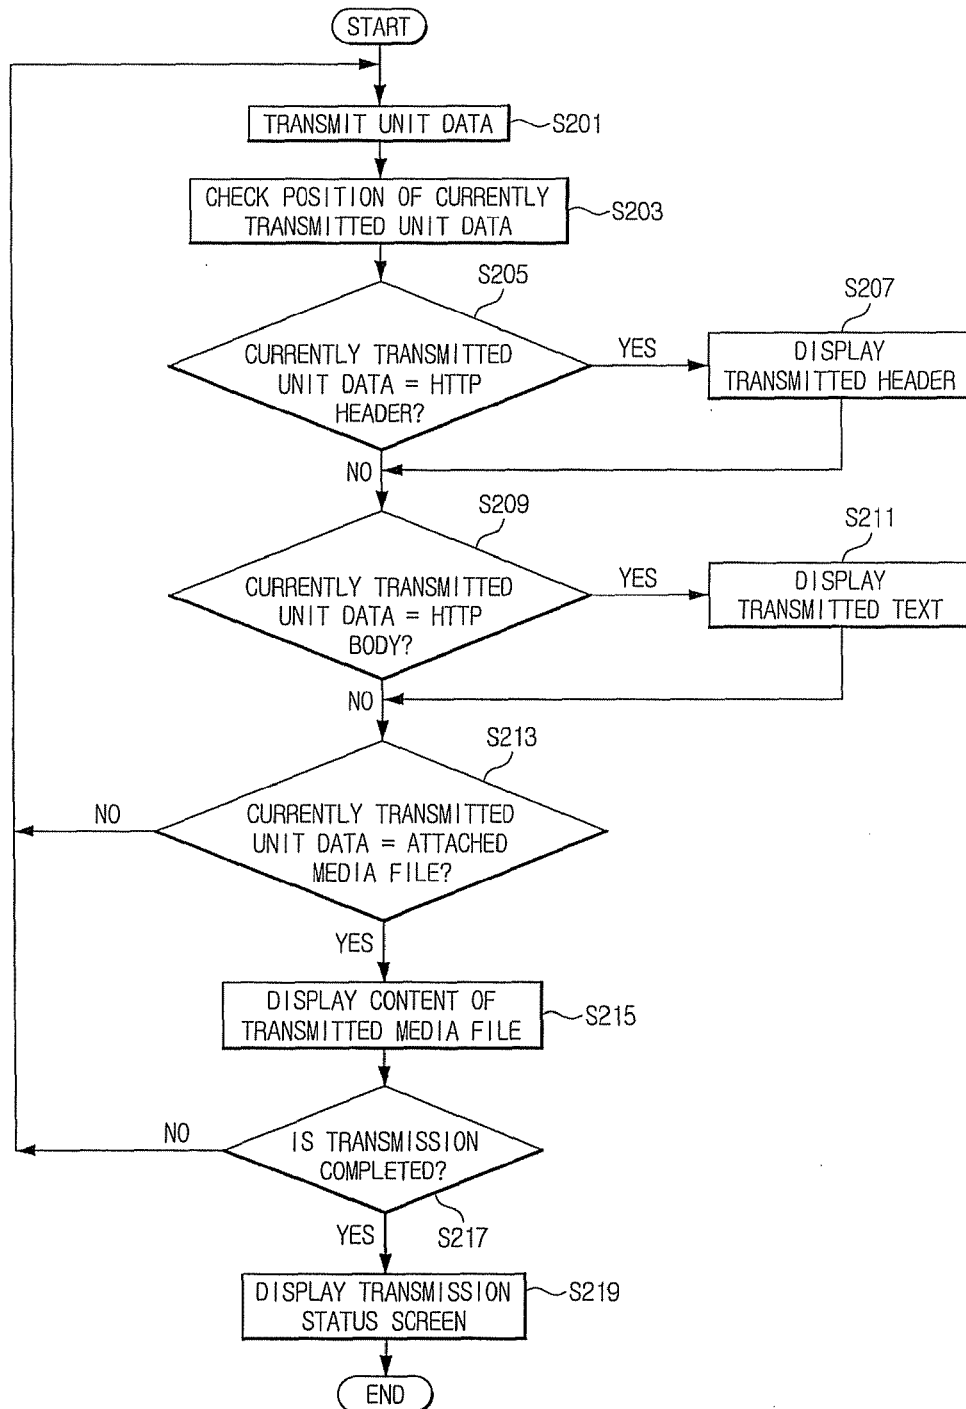 START
TRANSMIT UNIT DATA
S201
CHECK POSITION OF CURRENTLY
TRANSMITTED UNIT DATA
S203
S205
CURRENTLY TRANSMITTED
UNIT DATA = HTTP
HEADER?
YES
S207
DISPLAY
TRANSMITTED HEADER
NO
S209
CURRENTLY TRANSMITTED
UNIT DATA = HTTP
BODY?
YES
S211
DISPLAY
TRANSMITTED TEXT
NO
S213
CURRENTLY TRANSMITTED
UNIT DATA = ATTACHED
MEDIA FILE?
NO
YES
DISPLAY CONTENT OF
TRANSMITTED MEDIA FILE
S215
IS TRANSMISSION
COMPLETED?
NO
S217
YES
DISPLAY TRANSMISSION
STATUS SCREEN
S219
END